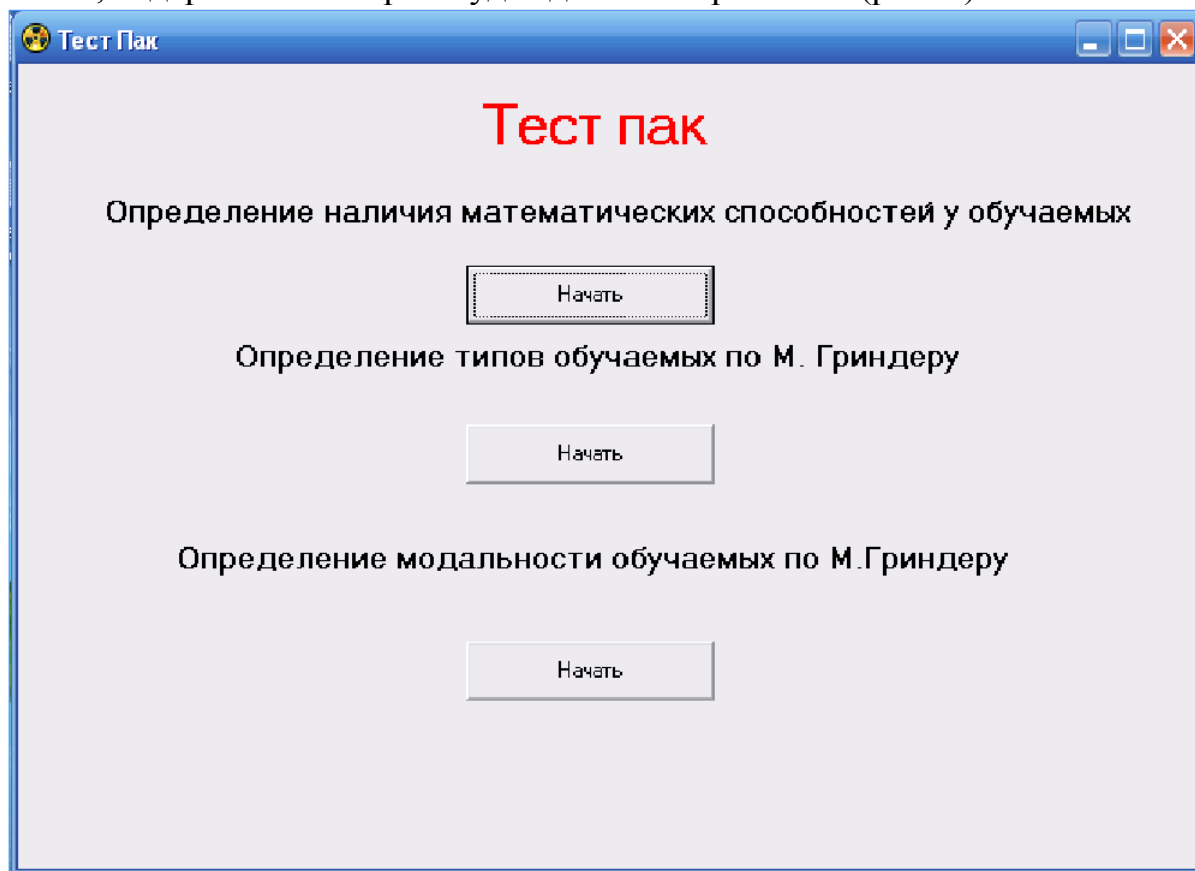 Тест Пак
Тест пак
Определение наличия математических способностей у обучаемых
Начать
Определение типов обучаемых по М. Гриндеру
Начать
Определение модальности обучаемых по М.Гриндеру
Начать